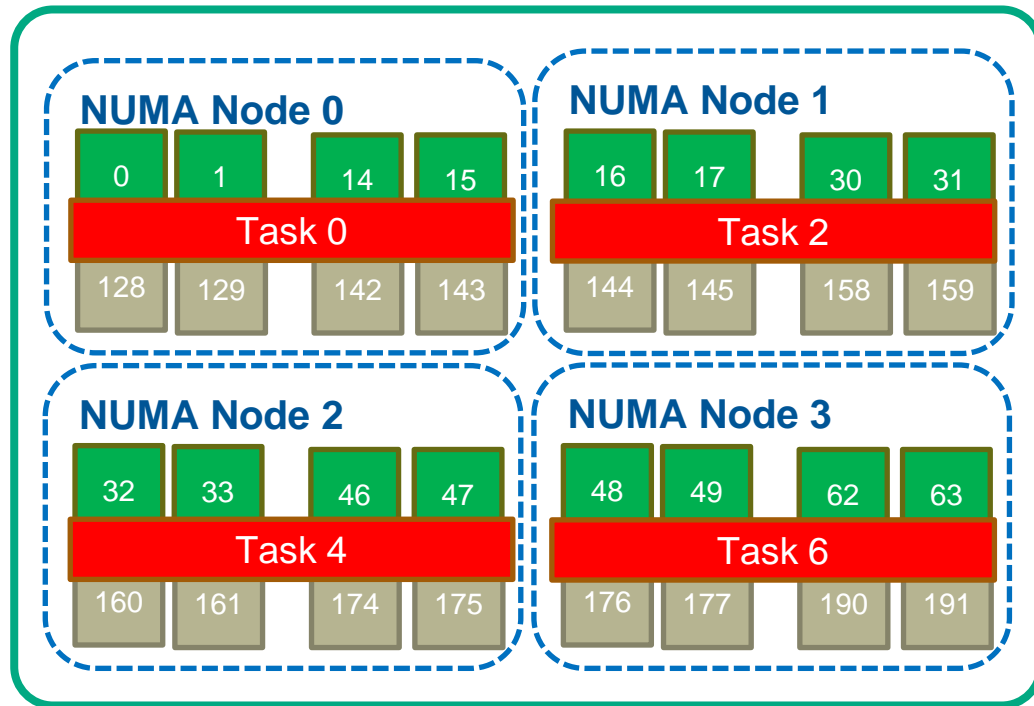 NUMA Node 0
0 1 14 15
Task 0
128 129 142 143
NUMA Node 1
16 17 30 31
Task 2
144 145 158 159
NUMA Node 2
32 33 46 47
Task 4
160 161 174 175
NUMA Node 3
48 49 62 63
Task 6
176 177 190 191